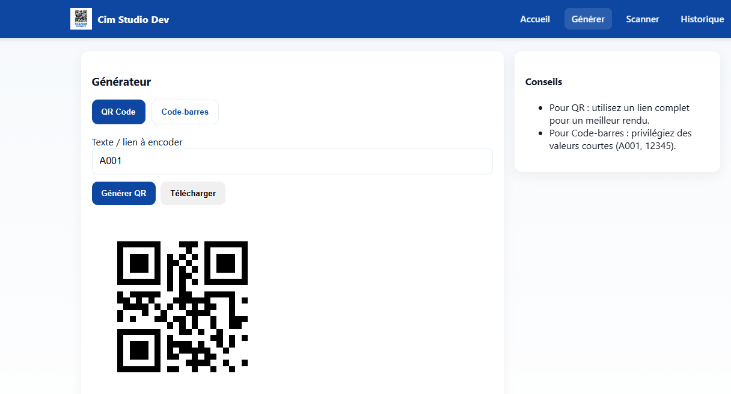 Cim Studio Dev
Accueil
Générer
Scanner
Historique
Générateur
QR Code
Code-barres
Texte / lien à encoder
A001
Générer QR
Télécharger
Conseils
Pour QR : utilisez un lien complet
pour un meilleur rendu.
Pour Code-barres : privilégiez des
valeurs courtes (A001, 12345).